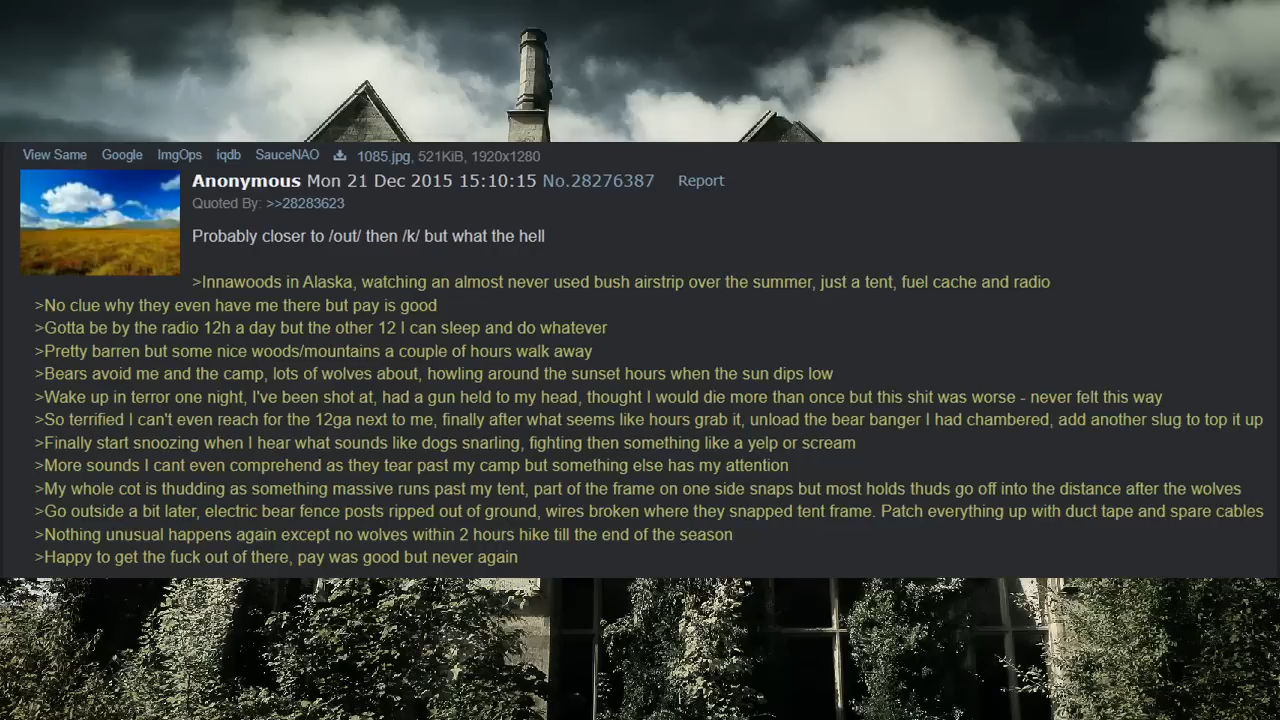 View Same Google ImgOps iqdb SauceNAO 1085.jpg, 521KiB, 1920x1280
Anonymous Mon 21 Dec 2015 15:10:15 No.28276387 Report
Quoted By: >>28283623
Probably closer to /out/ then /k/ but what the hell
>Innawoods in Alaska, watching an almost never used bush airstrip over the summer, just a tent, fuel cache and radio
>No clue why they even have me there but pay is good
>Gotta be by the radio 12h a day but the other 12 I can sleep and do whatever
>Pretty barren but some nice woods/mountains a couple of hours walk away
>Bears avoid me and the camp, lots of wolves about, howling around the sunset hours when the sun dips low
>Wake up in terror one night, I've been shot at, had a gun held to my head, thought I would die more than once but this shit was worse - never felt this way
>So terrified I can't even reach for the 12ga next to me, finally after what seems like hours grab it, unload the bear banger I had chambered, add another slug to top it up
>Finally start snoozing when I hear what sounds like dogs snarling, fighting then something like a yelp or scream
>More sounds I cant even comprehend as they tear past my camp but something else has my attention
>My whole cot is thudding as something massive runs past my tent, part of the frame on one side snaps but most holds thuds go off into the distance after the wolves
>Go outside a bit later, electric bear fence posts ripped out of ground, wires broken where they snapped tent frame. Patch everything up with duct tape and spare cables
>Nothing unusual happens again except no wolves within 2 hours hike till the end of the season
>Happy to get the fuck out of there, pay was good but never again